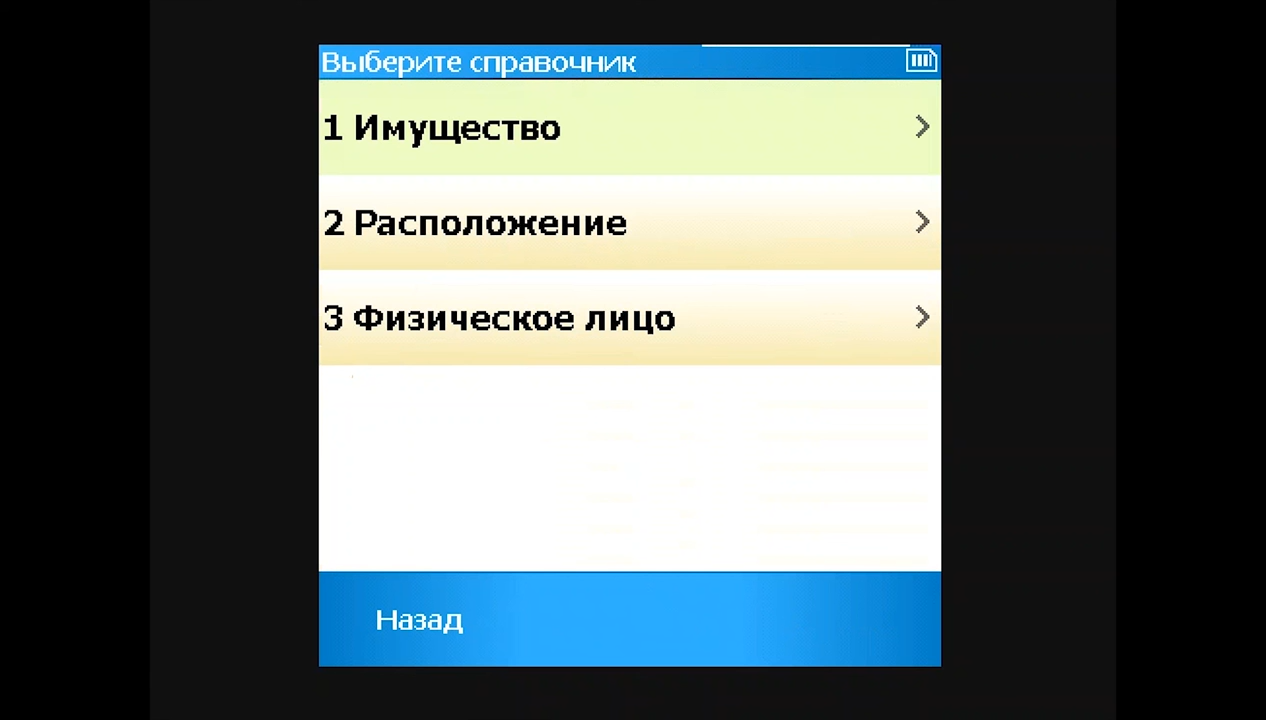 Выберите справочник
1 Имущество
2 Расположение
3 Физическое лицо
Назад